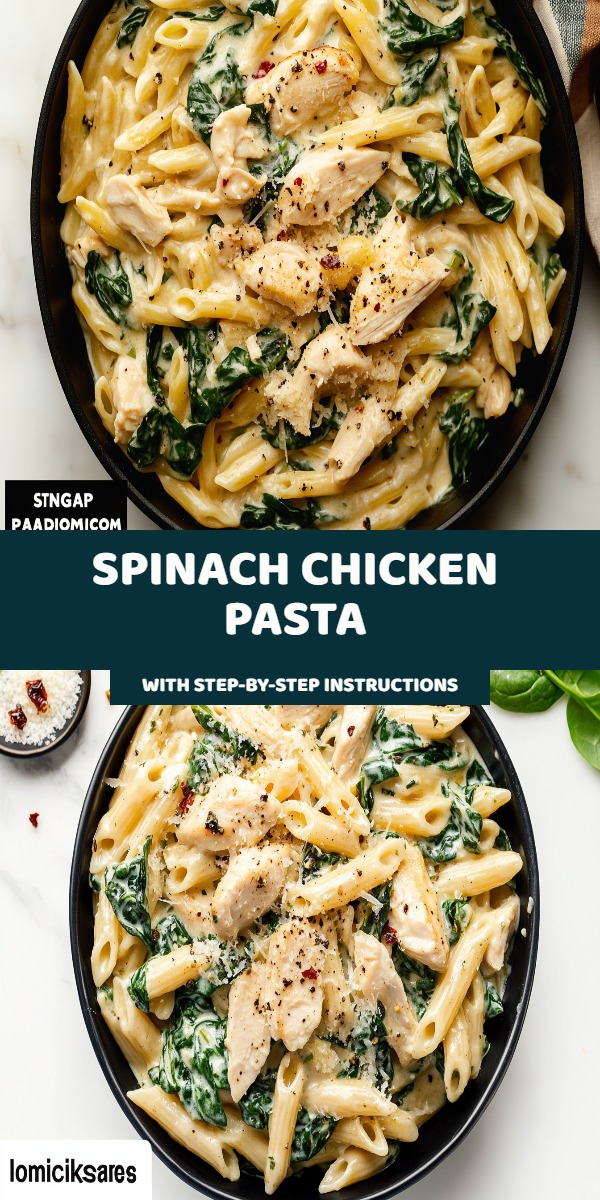 STNGAP
PAADIOMICOM
SPINACH CHICKEN
PASTA
WITH STEP-BY-STEP INSTRUCTIONS
lomiciksares